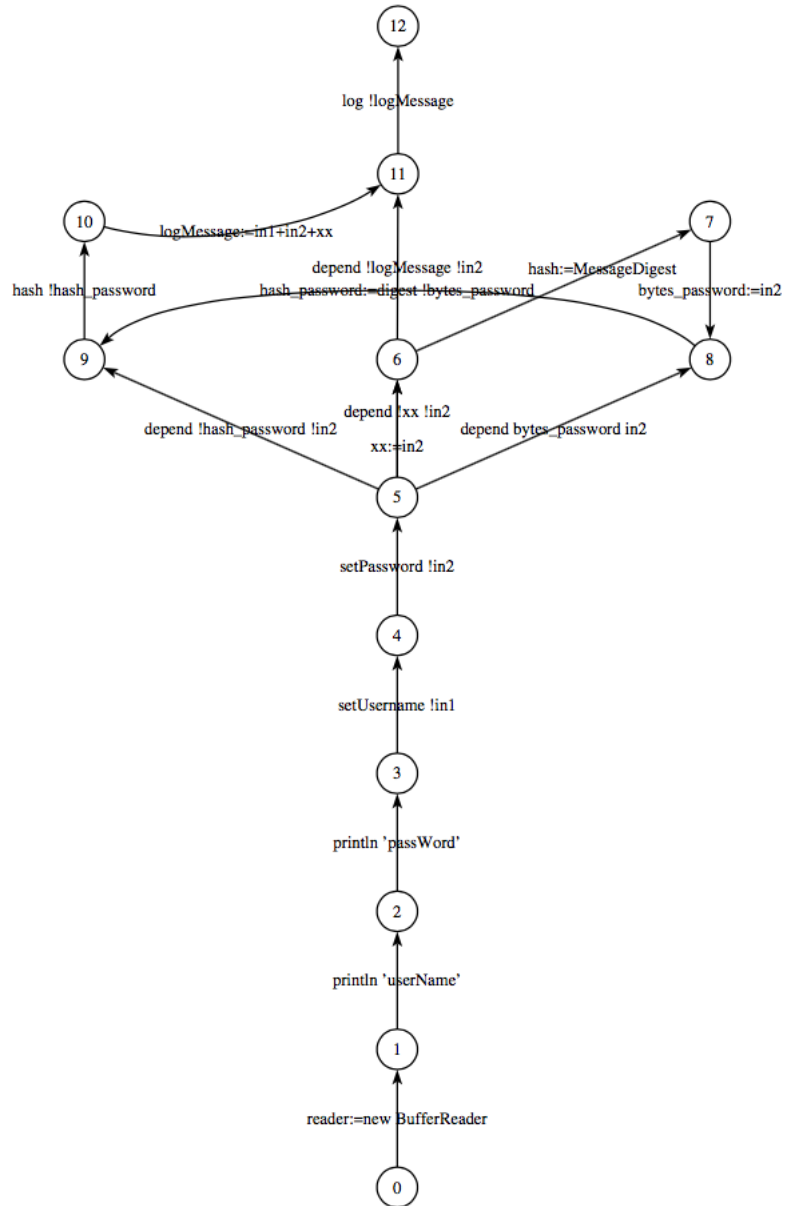 12
log !logMessage
11
10
7
logMessage:=in1+in2+xx
depend !logMessage !in2
hash:=MessageDigest
hash !hash_password
hash_password:=digest !bytes_password
bytes_password:=in2
9
6
8
depend !xx !in2
depend !hash_password !in2
depend bytes_password in2
xx:=in2
5
setPassword !in2
4
setUsername !in1
3
println 'passWord'
2
println 'userName'
1
reader:=new BufferReader
0